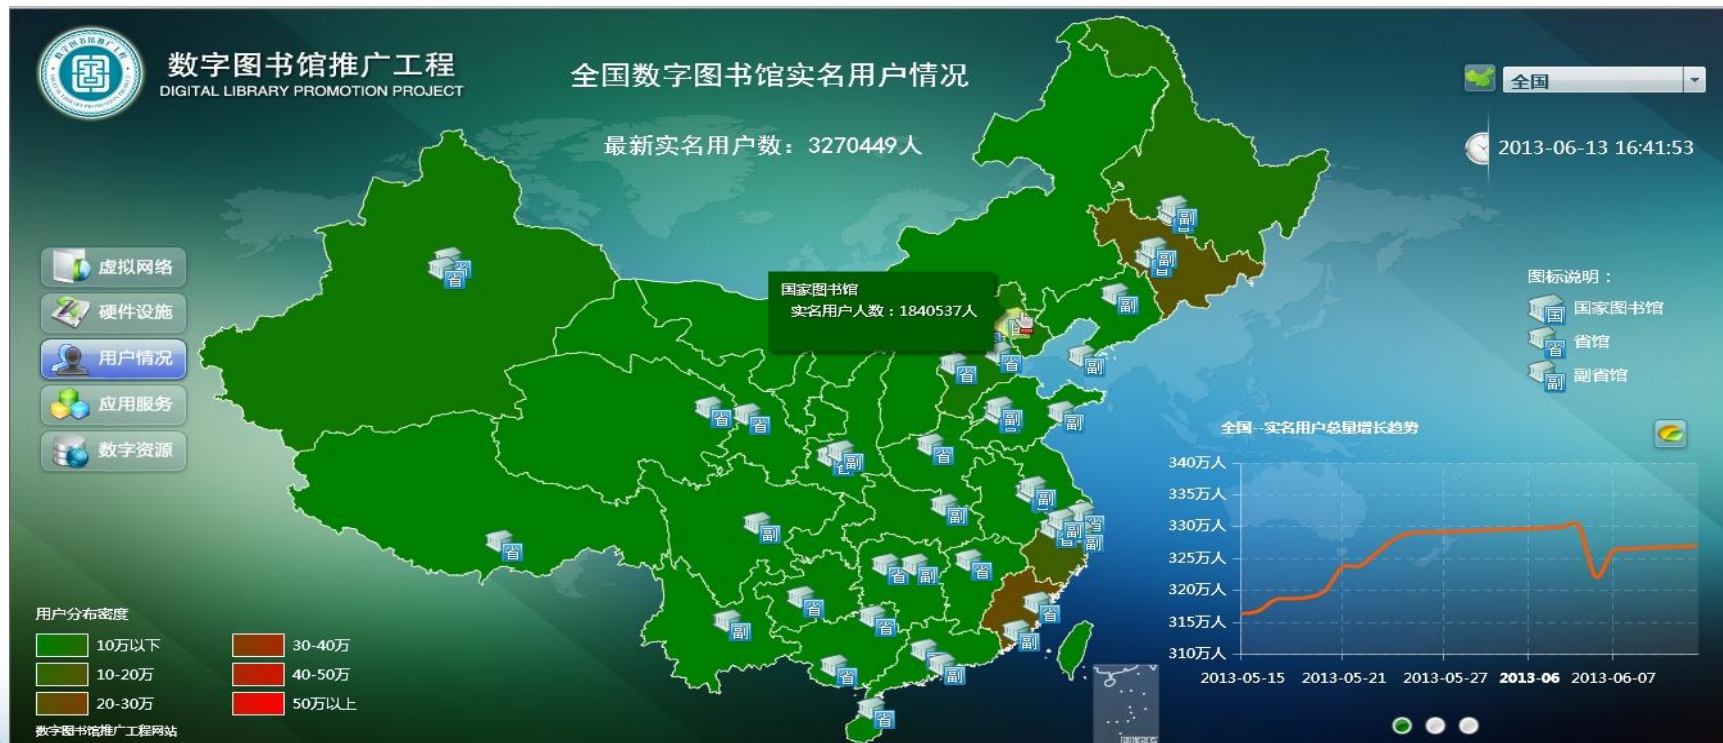 数字图书馆推广工程
DIGITAL LIBRARY PROMOTION PROJECT
全国数字图书馆实名用户情况
最新实名用户数：3270449人
全国
2013-06-13 16:41:53
虚拟网络
硬件设施
用户情况
应用服务
数字资源
国家图书馆
实名用户人数：1840537人
图标说明：
国 国家图书馆
省 省馆
副 副省馆
全国--实名用户总量增长趋势
340万人
335万人
330万人
325万人
320万人
315万人
310万人
2013-05-15 2013-05-21 2013-05-27 2013-06 2013-06-07
用户分布密度
10万以下 30-40万
10-20万 40-50万
20-30万 50万以上
数字图书馆推广工程网站